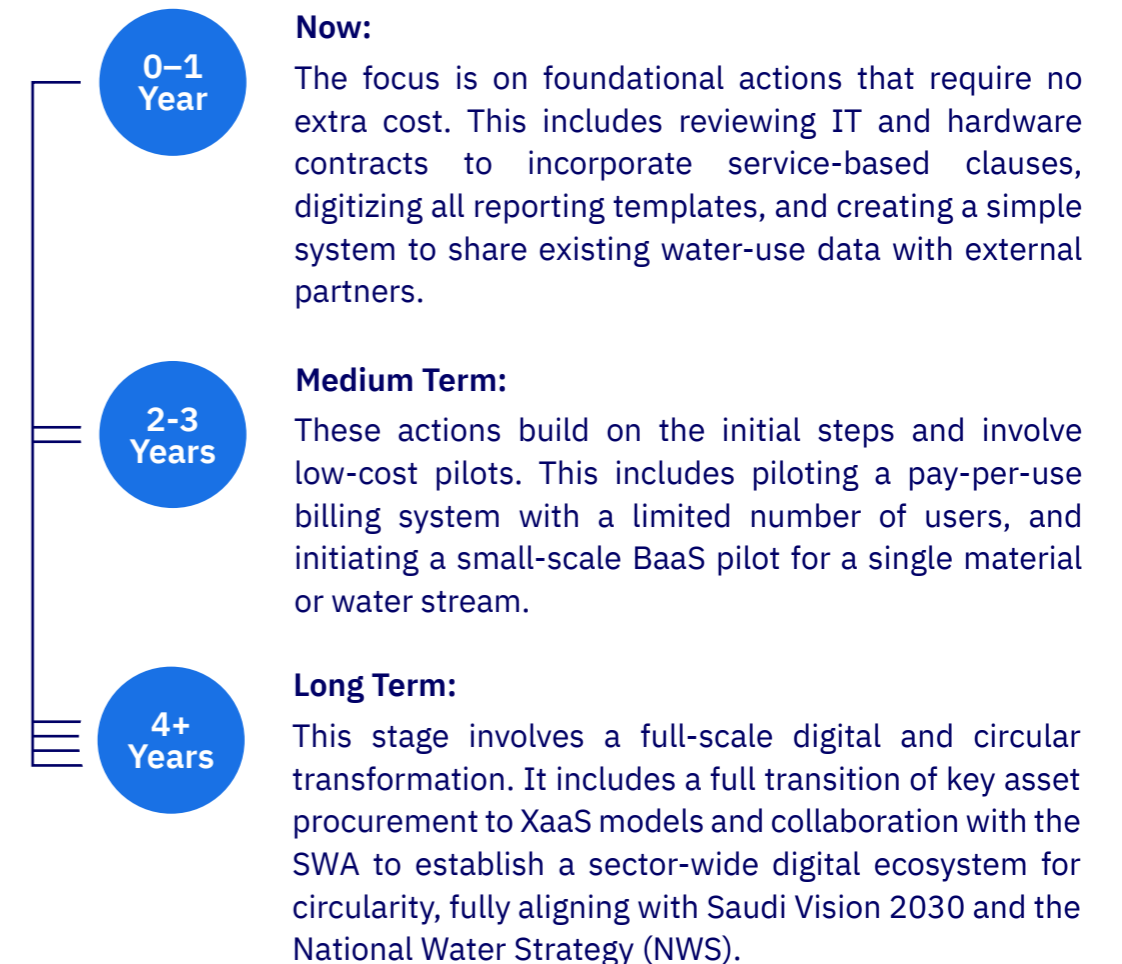 0–1
Year
Now:
The focus is on foundational actions that require no
extra cost. This includes reviewing IT and hardware
contracts to incorporate service-based clauses,
digitizing all reporting templates, and creating a simple
system to share existing water-use data with external
partners.
2-3
Years
Medium Term:
These actions build on the initial steps and involve
low-cost pilots. This includes piloting a pay-per-use
billing system with a limited number of users, and
initiating a small-scale BaaS pilot for a single material
or water stream.
4+
Years
Long Term:
This stage involves a full-scale digital and circular
transformation. It includes a full transition of key asset
procurement to XaaS models and collaboration with the
SWA to establish a sector-wide digital ecosystem for
circularity, fully aligning with Saudi Vision 2030 and the
National Water Strategy (NWS).